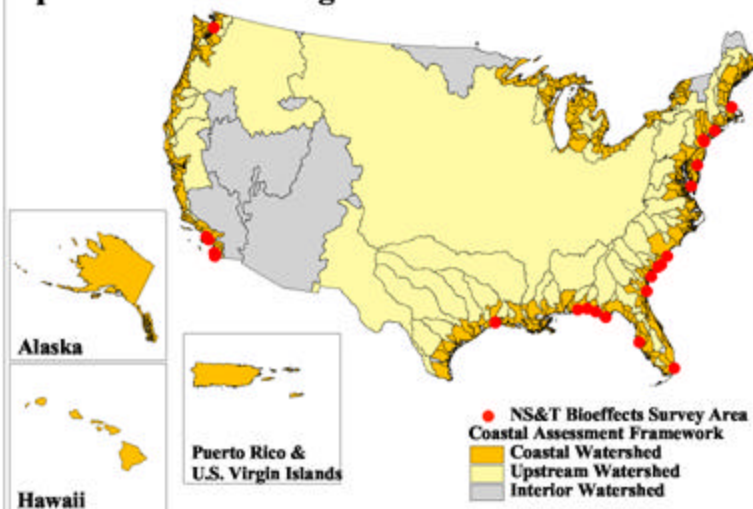 Alaska
Hawaii
Puerto Rico &
U.S. Virgin Islands
NS&T Bioeffects Survey Area
Coastal Assessment Framework
Coastal Watershed
Upstream Watershed
Interior Watershed